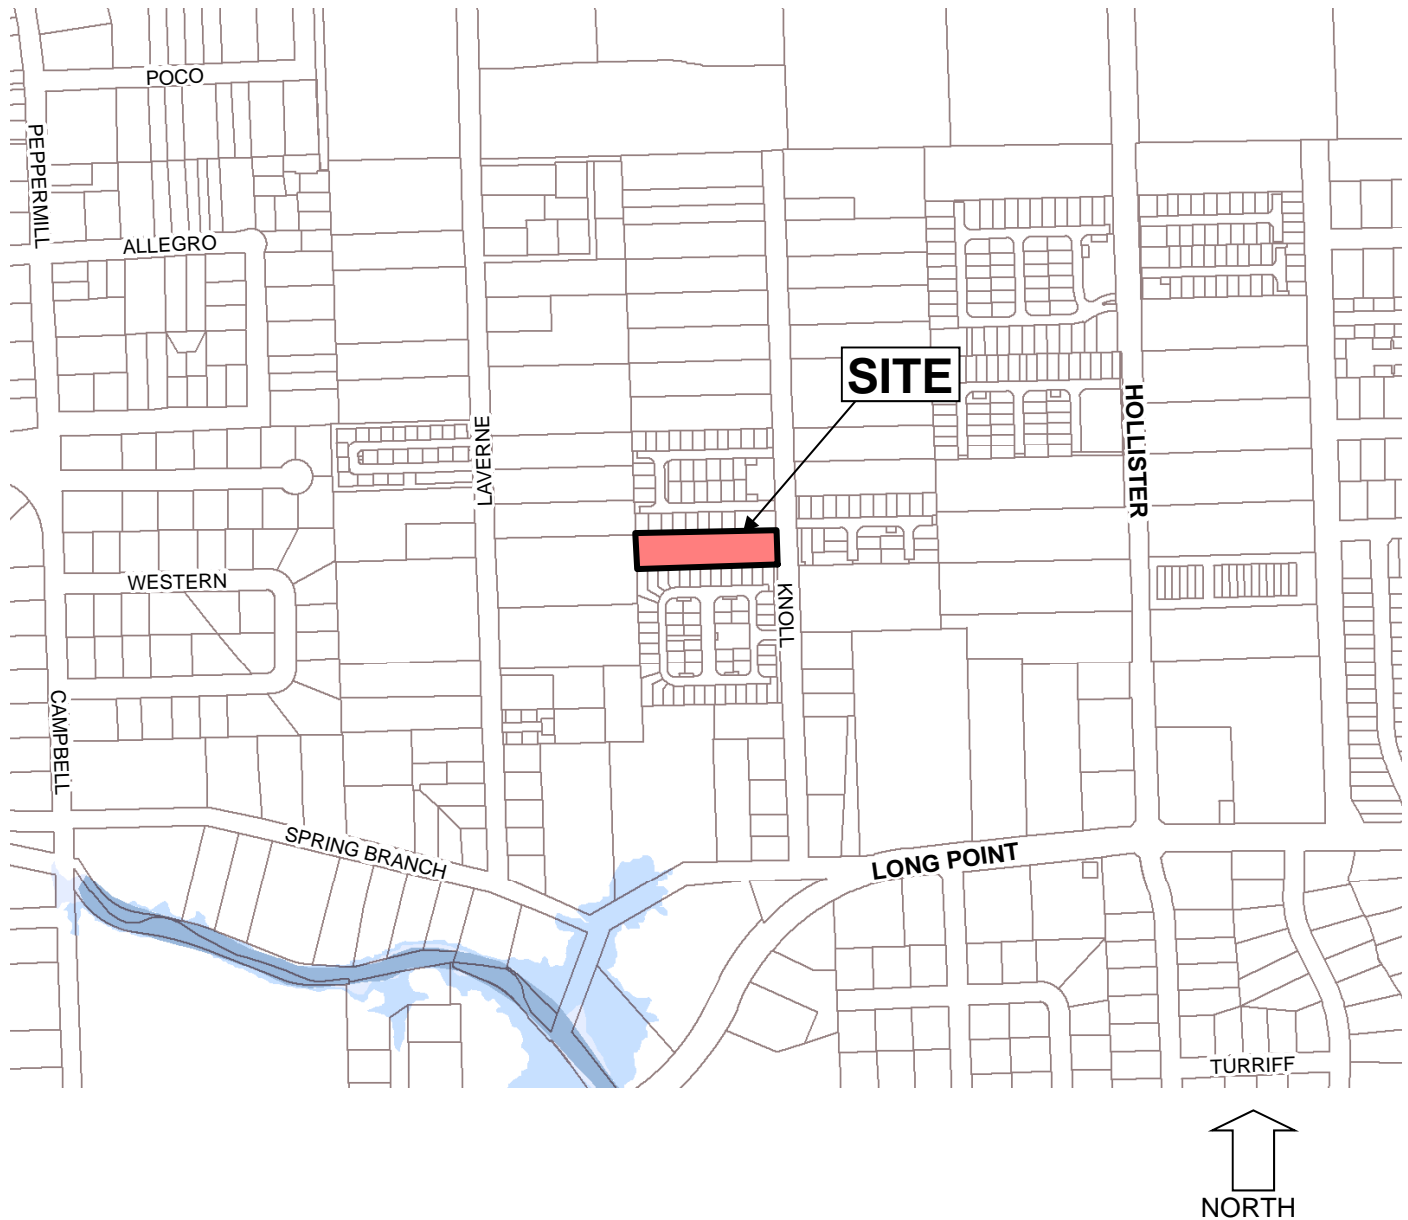 POCO
PEPPERMILL
ALLEGRO
SITE
HOLLISTER
LAVERNE
WESTERN
KNOLL
CAMPBELL
SPRING BRANCH
LONG POINT
TURRIFF
NORTH